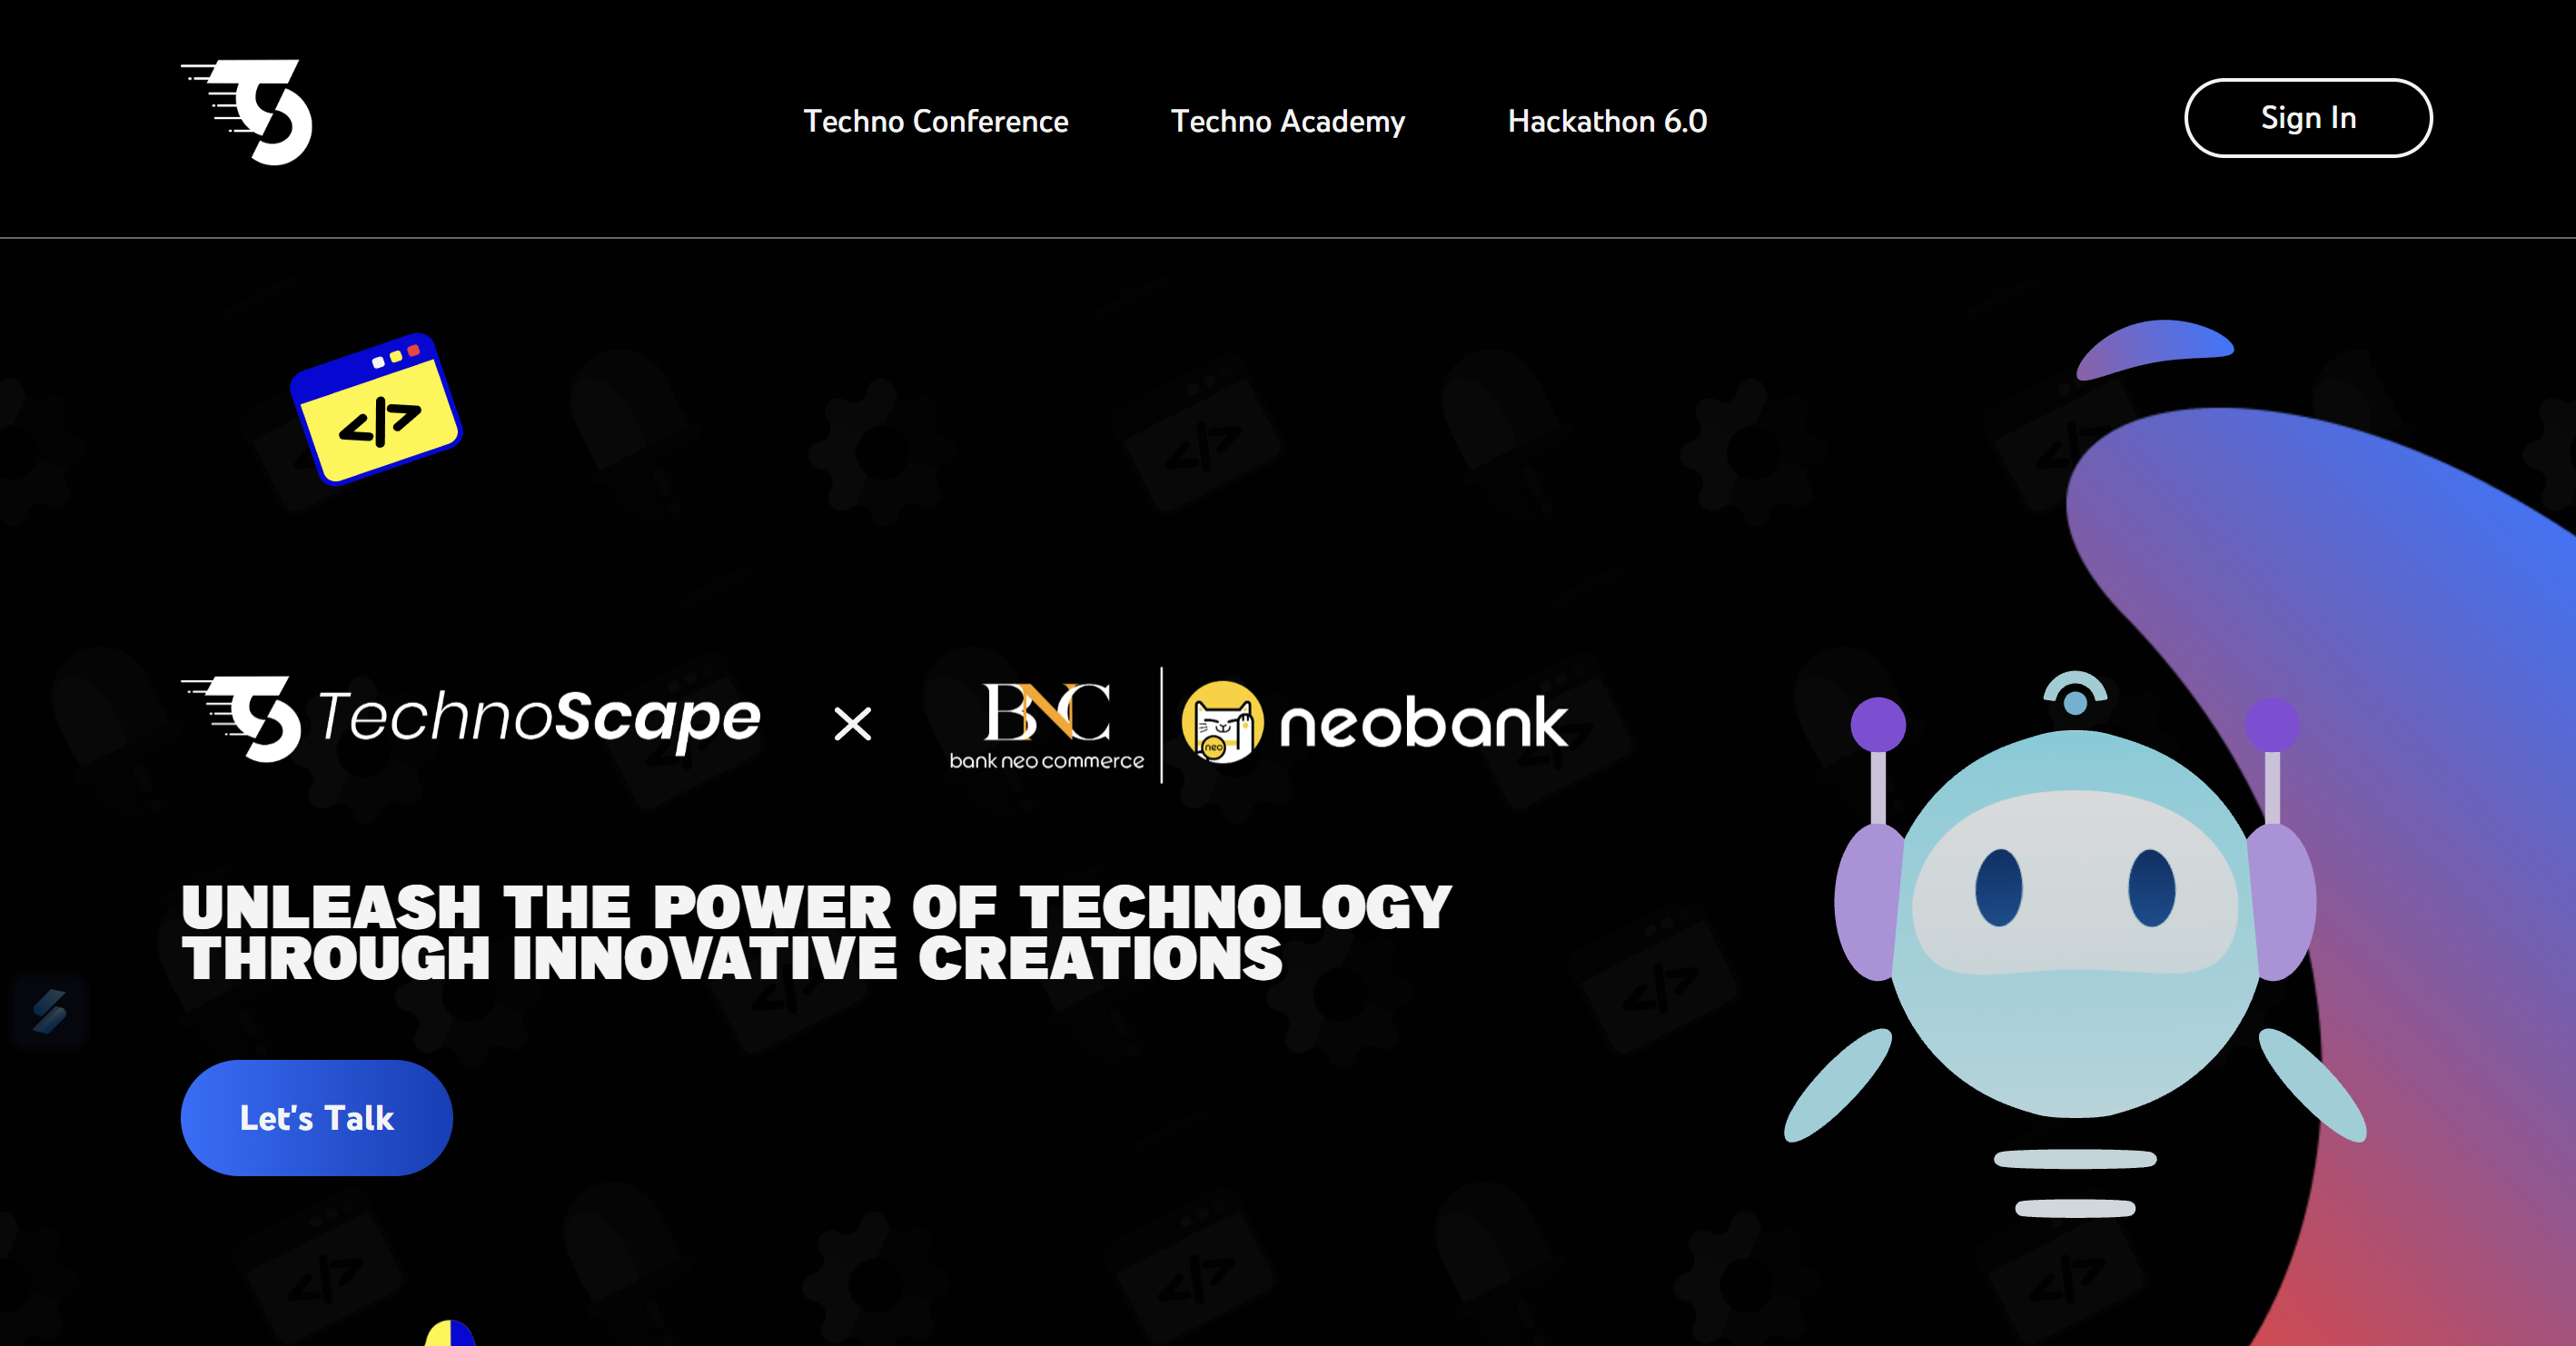 Techno Conference
Techno Academy
Hackathon 6.0
Sign In
</>
TechnoScape
BNC
bank neo commerce
neo
neobank
UNLEASH THE POWER OF TECHNOLOGY
THROUGH INNOVATIVE CREATIONS
Let's Talk